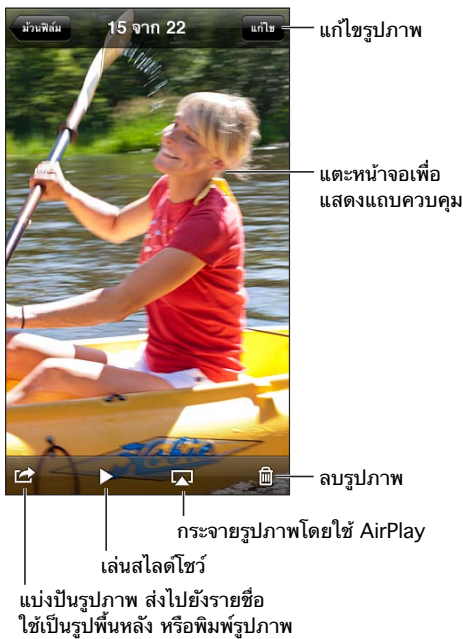 ม้วนฟิล์ม
15 จาก 22
แก้ไข
แก้ไขรูปภาพ
แตะหน้าจอเพื่อ
แสดงแถบควบคุม
ลบรูปภาพ
กระจายรูปภาพโดยใช้ AirPlay
เล่นสไลด์โชว์
แบ่งปันรูปภาพ ส่งไปยังรายชื่อ
ใช้เป็นรูปพื้นหลัง หรือพิมพ์รูปภาพ